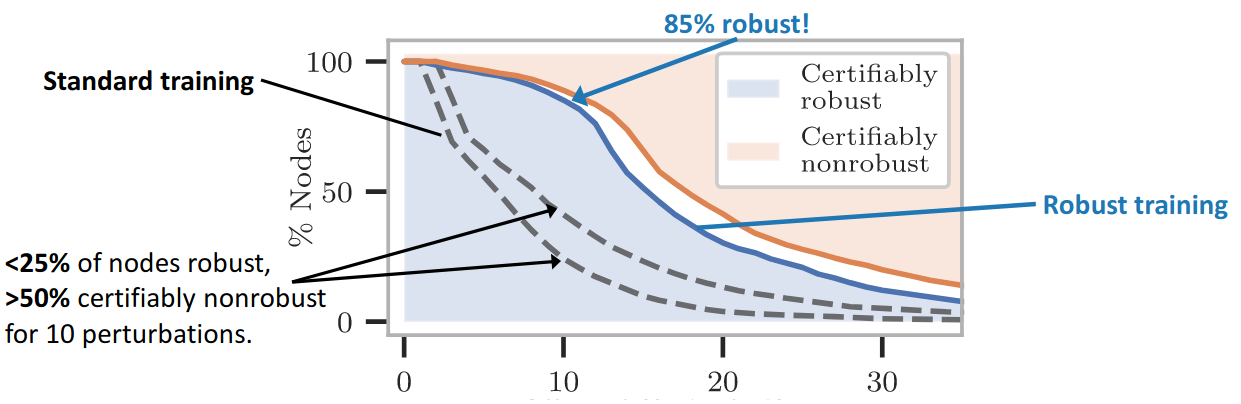 85% robust!
Standard training
100
50
0
% Nodes
Certifiably
robust
Certifiably
nonrobust
Robust training
<25% of nodes robust,
>50% certifiably nonrobust
for 10 perturbations.
0 10 20 30